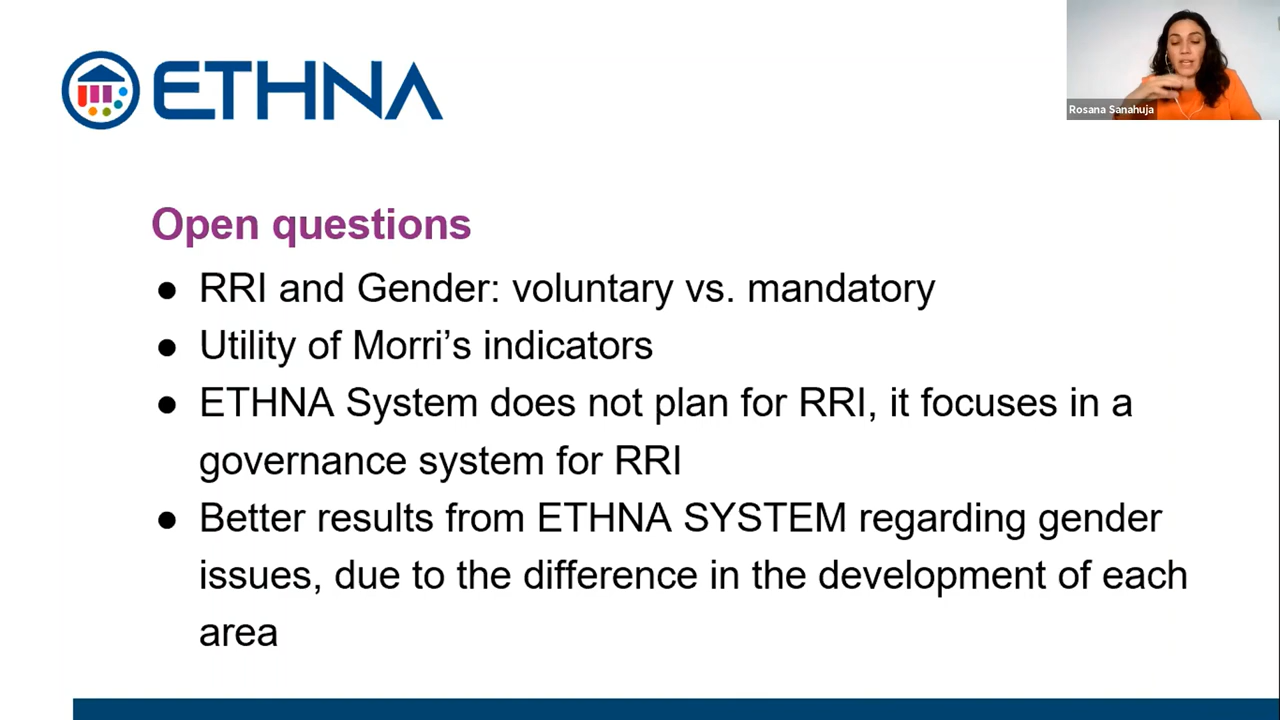 ETHNA
Rosana Sanahuja
Open questions
● RRI and Gender: voluntary vs. mandatory
● Utility of Morri’s indicators
● ETHNA System does not plan for RRI, it focuses in a
governance system for RRI
● Better results from ETHNA SYSTEM regarding gender
issues, due to the difference in the development of each
area